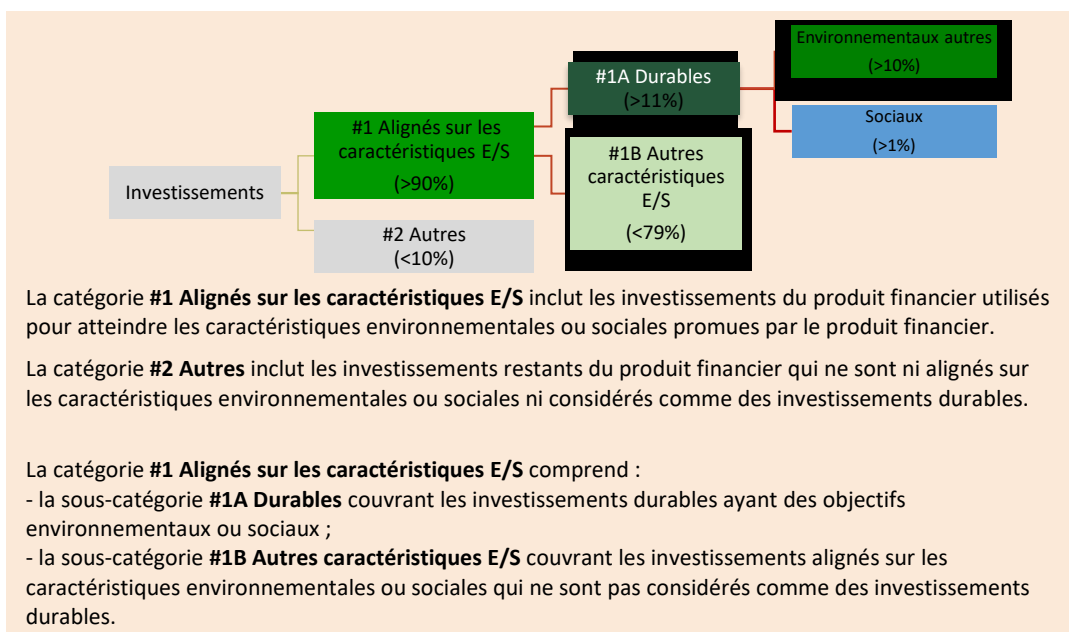 Environnementaux autres
(>10%)
#1A Durables
(>11%)
Sociaux
(>1%)
#1 Alignés sur les
caractéristiques E/S
(>90%)
#1B Autres
caractéristiques
E/S
(<79%)
Investissements
#2 Autres
(<10%)
La catégorie #1 Alignés sur les caractéristiques E/S inclut les investissements du produit financier utilisés
pour atteindre les caractéristiques environnementales ou sociales promues par le produit financier.
La catégorie #2 Autres inclut les investissements restants du produit financier qui ne sont ni alignés sur
les caractéristiques environnementales ou sociales ni considérés comme des investissements durables.
La catégorie #1 Alignés sur les caractéristiques E/S comprend :
- la sous-catégorie #1A Durables couvrant les investissements durables ayant des objectifs
environnementaux ou sociaux ;
- la sous-catégorie #1B Autres caractéristiques E/S couvrant les investissements alignés sur les
caractéristiques environnementales ou sociales qui ne sont pas considérés comme des investissements
durables.